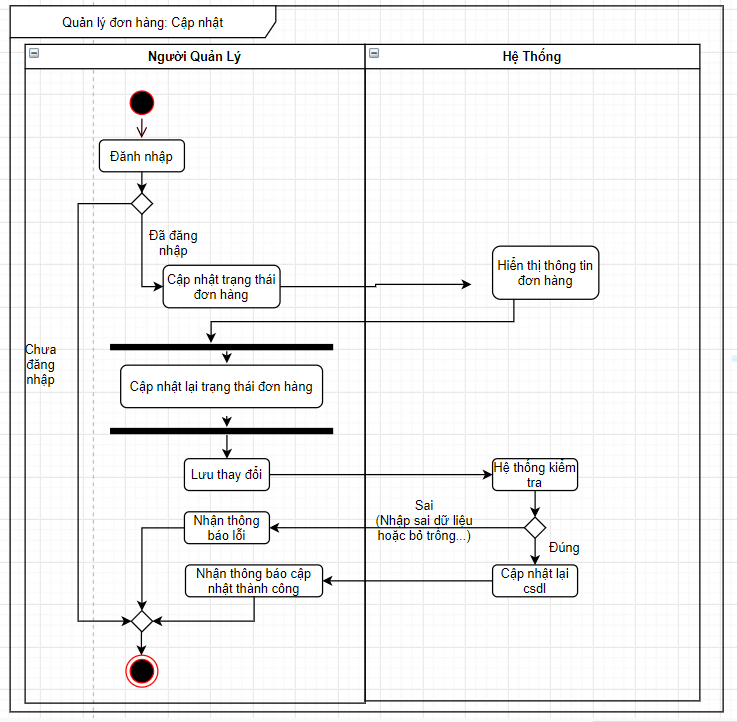 Quản lý đơn hàng: Cập nhật
Người Quản Lý
Hệ Thống
Đănh nhập
Đã đăng
nhập
Cập nhật trạng thái
đơn hàng
Hiển thị thông tin
đơn hàng
Chưa
đăng
nhập
Cập nhật lại trạng thái đơn hàng
Lưu thay đổi
Hệ thống kiểm
tra
Sai
(Nhập sai dữ liệu
hoặc bỏ trống...)
Nhận thông
báo lỗi
Đúng
Nhân thông báo cập
nhật thành công
Cập nhật lại
csdl